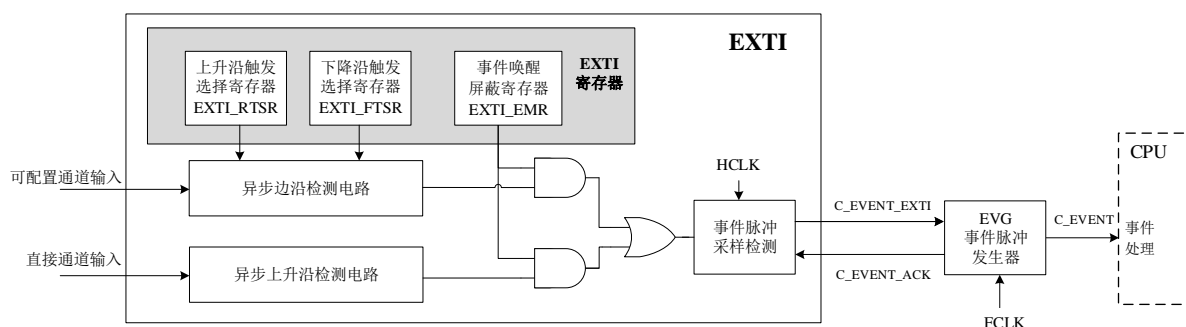 EXTI
上升沿触发
选择寄存器
EXTI_RTSR
下降沿触发
选择寄存器
EXTI_FTSR
事件唤醒
屏蔽寄存器
EXTI_EMR
EXTI
寄存器
可配置通道输入
异步边沿检测电路
HCLK
CPU
直接通道输入
异步上升沿检测电路
事件脉冲
采样检测
C_EVENT_EXTI
C_EVENT_ACK
EVG
事件脉冲
发生器
C_EVENT
事件
处理
FCLK